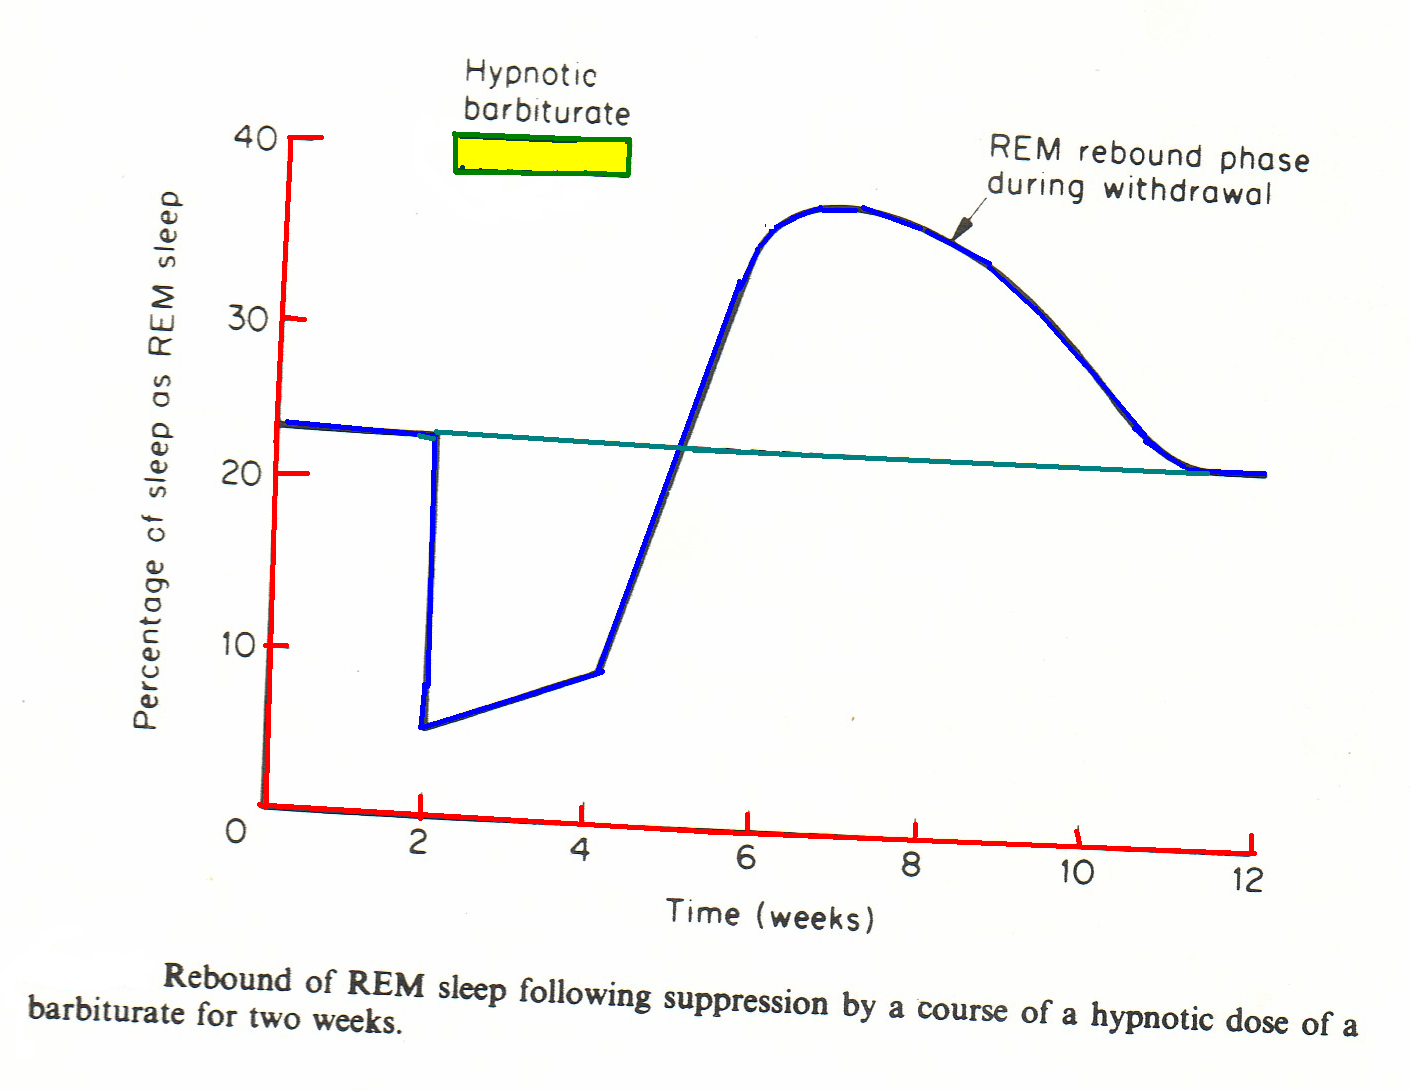 Hypnotic
barbiturate
40
30
20
10
0
Percentage of sleep as REM sleep
REM rebound phase
during withdrawal
2
4
6
8
10
12
Time (weeks)
Rebound of REM sleep following suppression by a course of a hypnotic dose of a
barbiturate for two weeks.